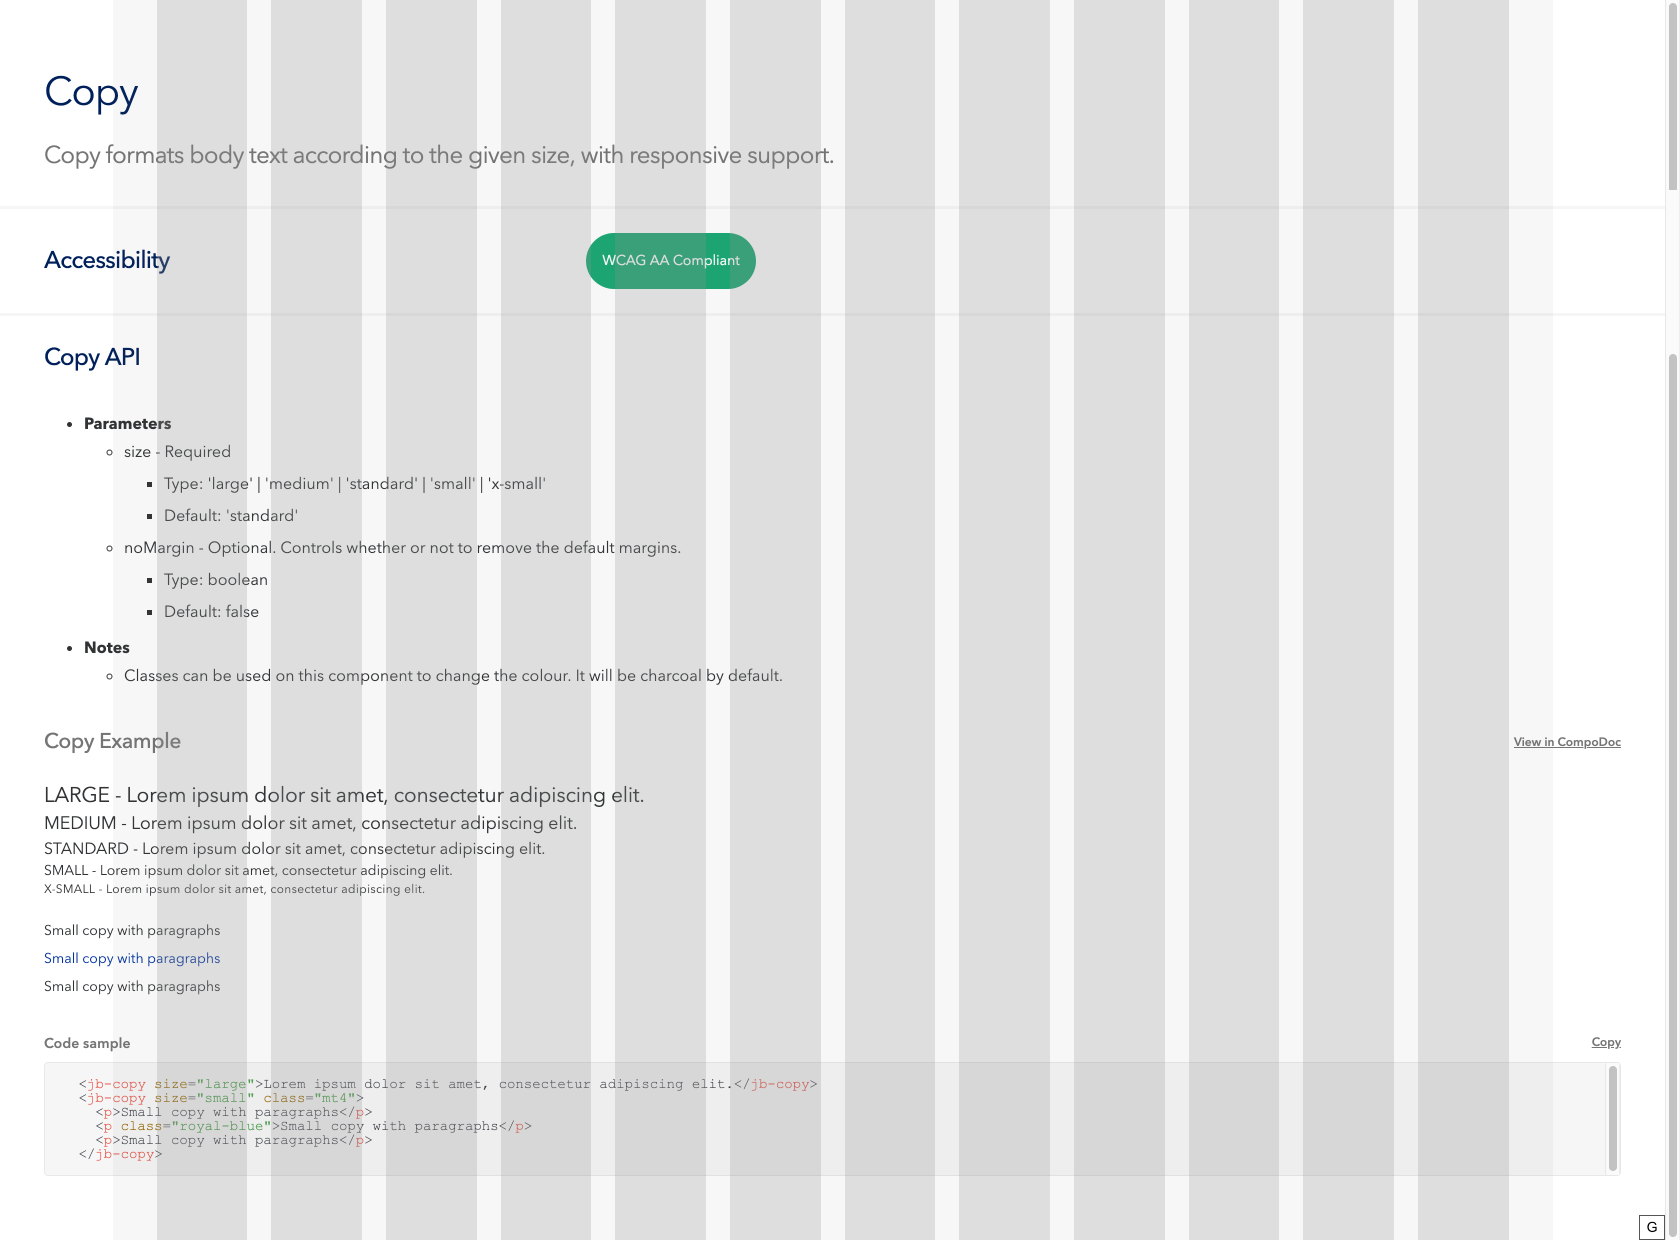 Copy
Copy formats body text according to the given size, with responsive support.
Accessibility
WCAG AA Compliant
Copy API
Parameters
size - Required
Type: 'large' | 'medium' | 'standard' | 'small' | 'x-small'
Default: 'standard'
noMargin - Optional. Controls whether or not to remove the default margins.
Type: boolean
Default: false
Notes
Classes can be used on this component to change the colour. It will be charcoal by default.
Copy Example
View in CompoDoc
LARGE - Lorem ipsum dolor sit amet, consectetur adipiscing elit.
MEDIUM - Lorem ipsum dolor sit amet, consectetur adipiscing elit.
STANDARD - Lorem ipsum dolor sit amet, consectetur adipiscing elit.
SMALL - Lorem ipsum dolor sit amet, consectetur adipiscing elit.
X-SMALL - Lorem ipsum dolor sit amet, consectetur adipiscing elit.
Small copy with paragraphs
Small copy with paragraphs
Small copy with paragraphs
Code sample
Copy
<jb-copy size="large">Lorem ipsum dolor sit amet, consectetur adipiscing elit.</jb-copy>
<jb-copy size="small" class="mt4">
<p>Small copy with paragraphs</p>
<p class="royal-blue">Small copy with paragraphs</p>
<p>Small copy with paragraphs</p>
</jb-copy>
G